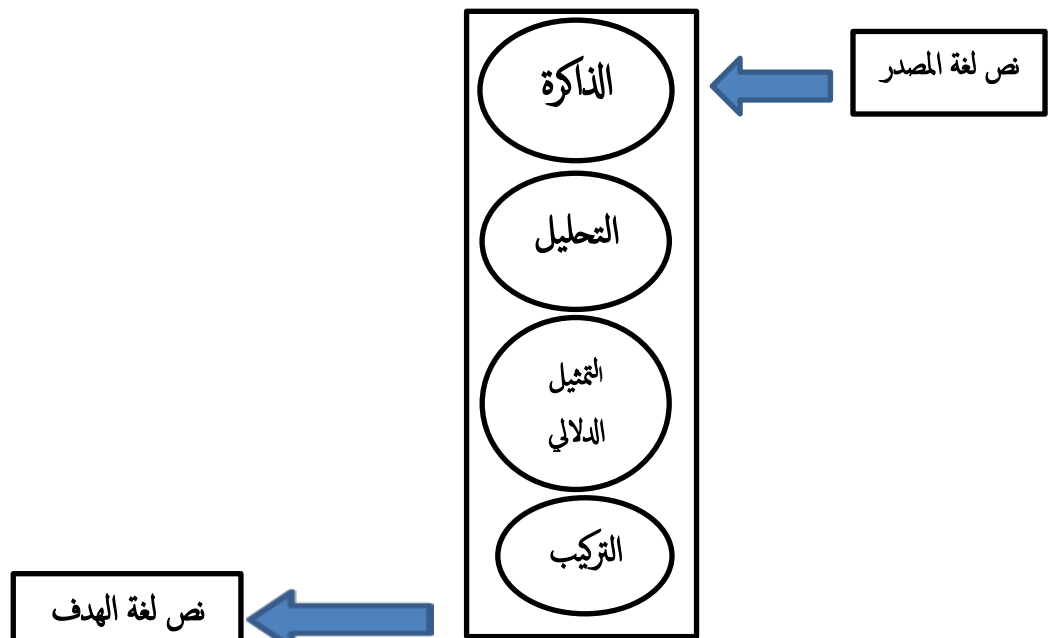 نص لغة المصدر
الذاكرة
التحليل
التمثيل
الدلالي
التركيب
نص لغة الهدف